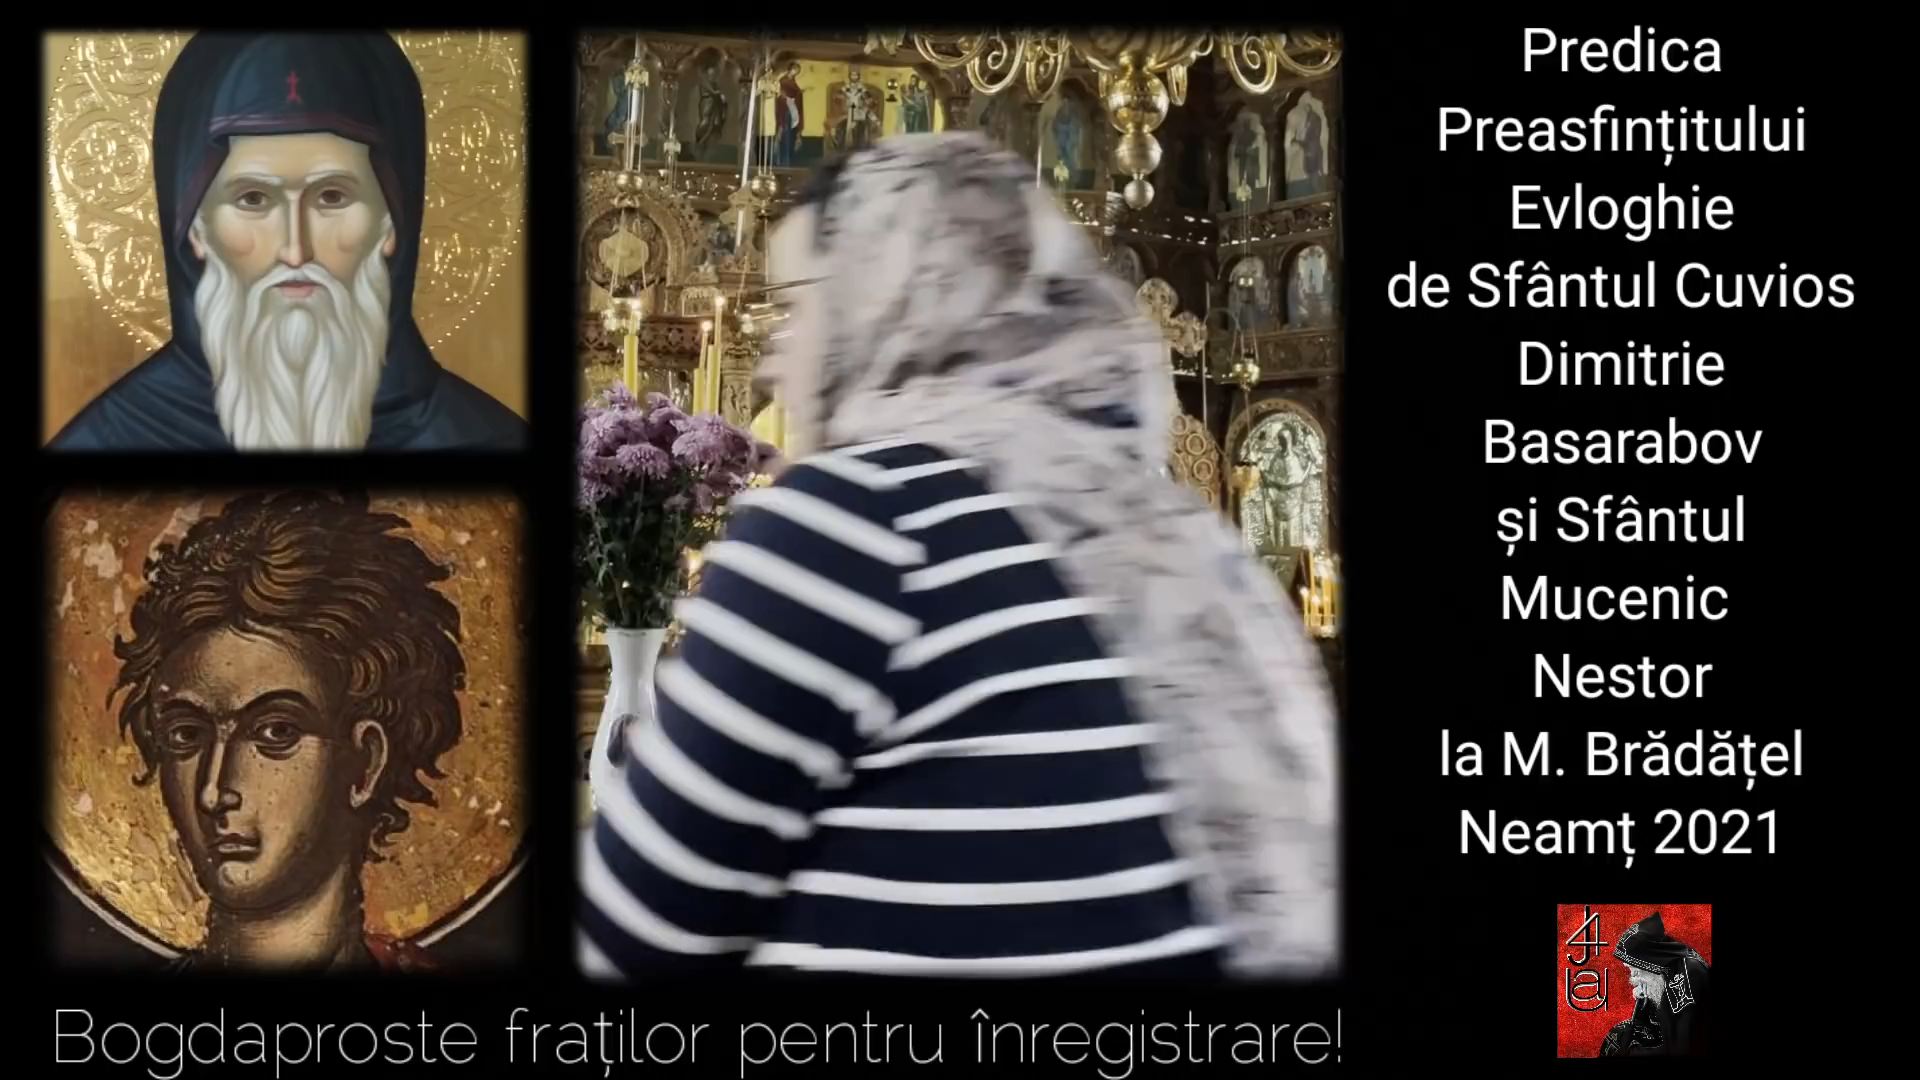 Predica
Preasfințitului
Evloghie
de Sfântul Cuvios
Dimitrie
Basarabov
și Sfântul
Mucenic
Nestor
la M. Brădățel
Neamț 2021
Bogdaproste fraților pentru înregistrare!